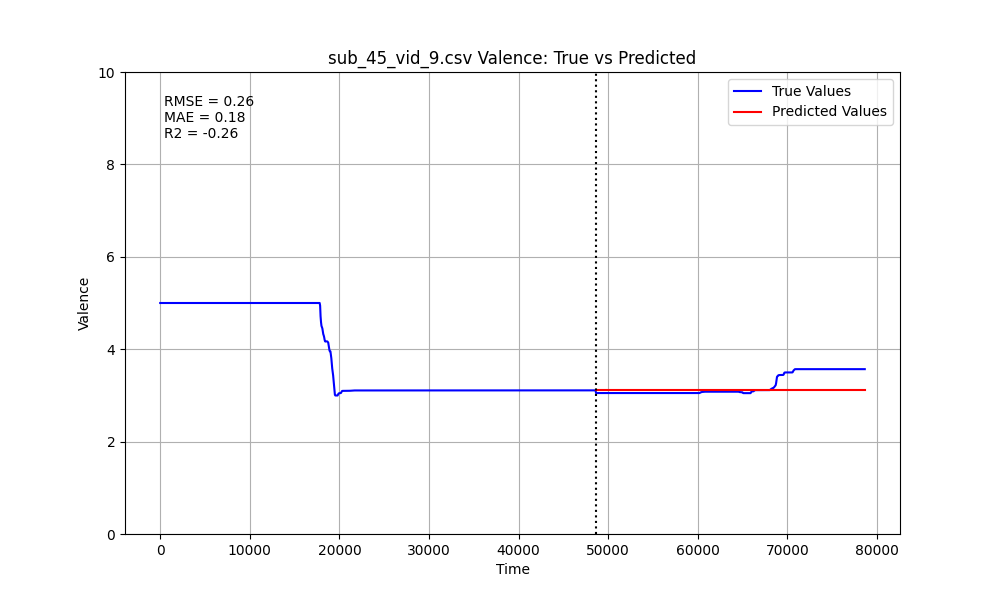 sub_45_vid_9.csv Valence: True vs Predicted
RMSE = 0.26
MAE = 0.18
R2 = -0.26
True Values
Predicted Values
Valence
10
8
6
4
2
0
0 10000 20000 30000 40000 50000 60000 70000 80000
Time